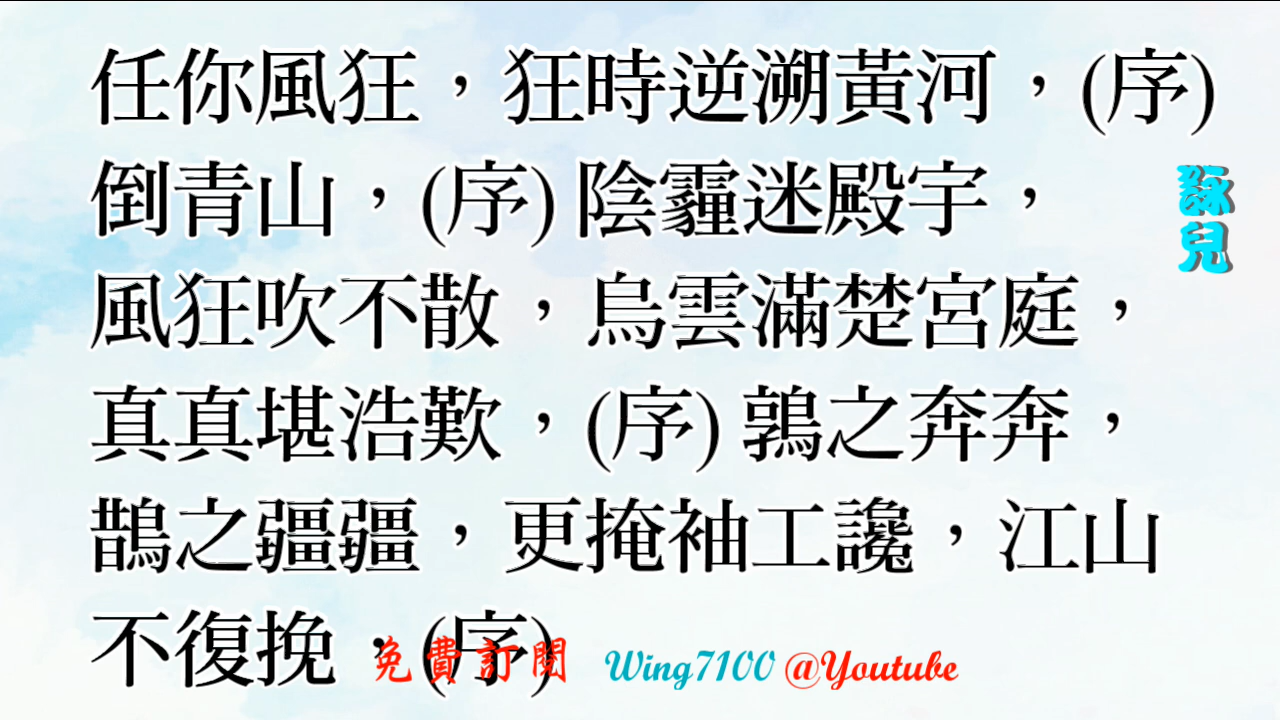 任你風狂，狂時逆溯黃河，(序)
倒青山，(序) 陰霾迷殿宇，
風狂吹不散，烏雲滿楚宮庭，
真真堪浩歎，(序) 鶉之奔奔，
鵲之疆疆，更掩袖工讒，江山
不復挽，(序)
免費訂閱 Wing7100 @Youtube
兒